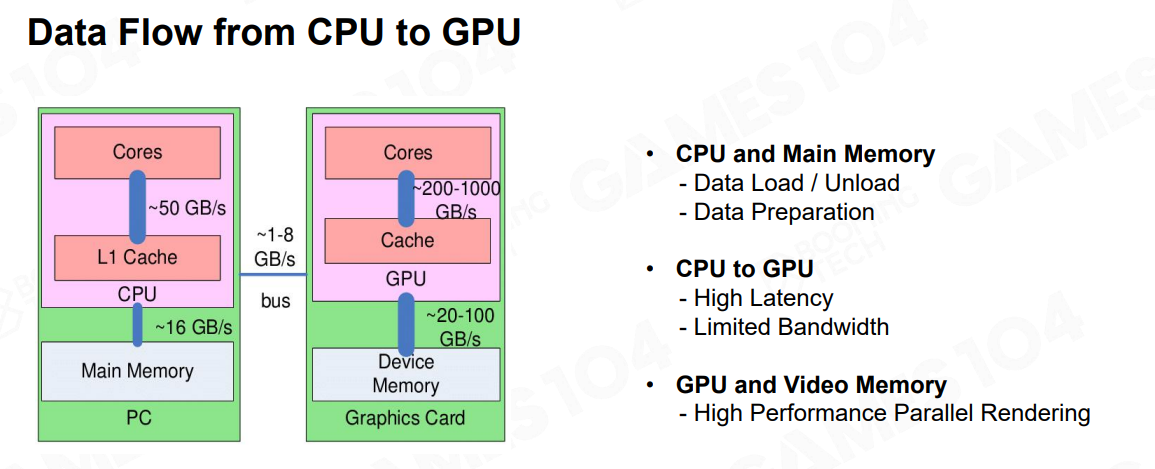 Data Flow from CPU to GPU
Cores
~50 GB/s
L1 Cache
CPU
~16 GB/s
Main Memory
PC
~1-8
GB/s
bus
Cores
~200-1000
GB/s
Cache
GPU
~20-100
GB/s
Device
Memory
Graphics Card
• CPU and Main Memory
- Data Load / Unload
- Data Preparation
• CPU to GPU
- High Latency
- Limited Bandwidth
• GPU and Video Memory
- High Performance Parallel Rendering
GAMES104
BOOMING
TECH